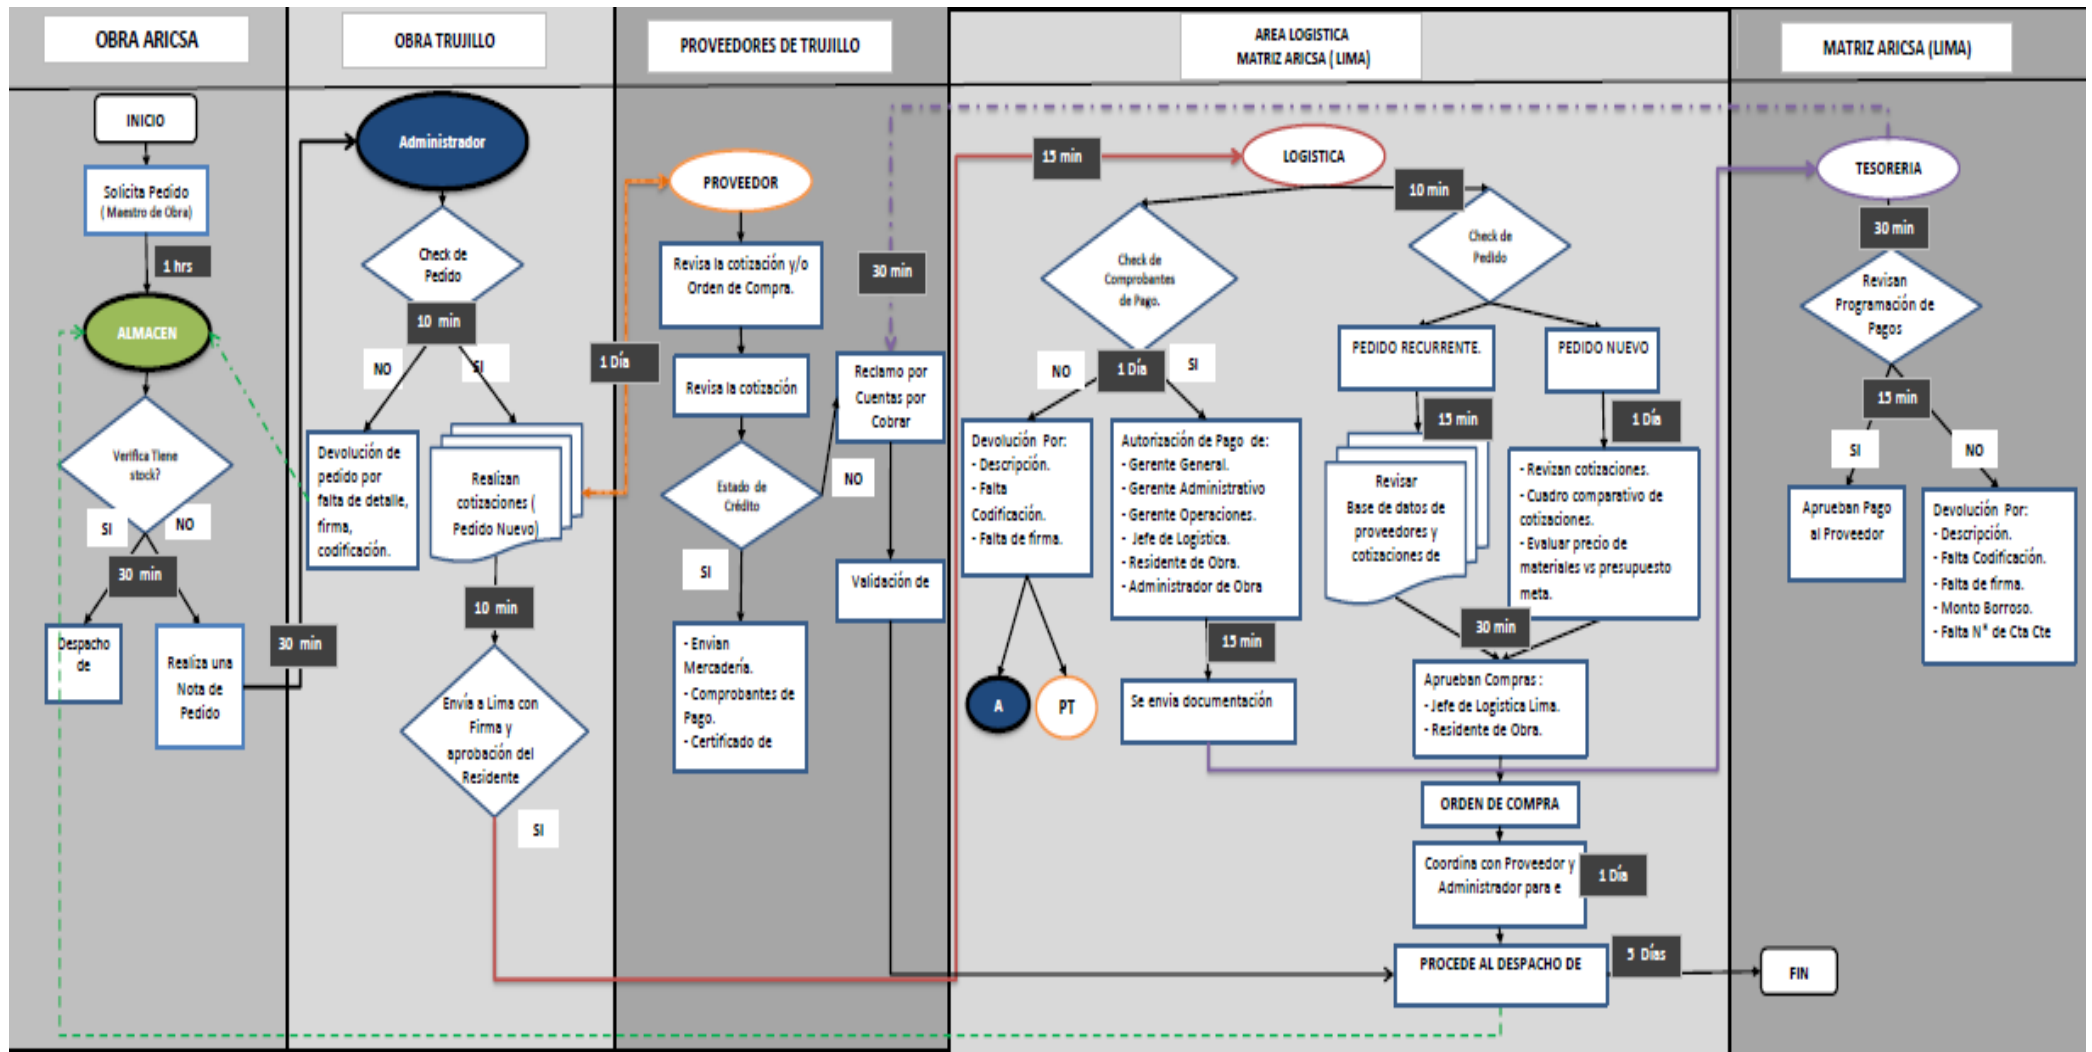 OBRA ARICSA
OBRA TRUJILLO
PROVEEDORES DE TRUJILLO
AREA LOGISTICA
MATRIZ ARICSA ( LIMA)
MATRIZ ARICSA (LIMA)
INICIO
Solicita Pedido
( Maestro de Obra)
1 hrs
ALMACEN
Verifica Tiene
stock?
SI
NO
30 min
Despacho
de
Realiza una
Nota de
Pedido
30 min
Administrador
Check de
Pedido
10 min
NO
SI
Devolución de
pedido por
falta de detalle,
firma,
codificación.
Realizan
cotizaciones (
Pedido Nuevo)
10 min
Envía a Lima con
Firma y
aprobación del
Residente
SI
1 Día
PROVEEDOR
Revisa la cotización y/o
Orden de Compra.
Revisa la cotización
Estado de
Crédito
NO
SI
- Envian
Mercadería.
- Comprobantes de
Pago.
- Certificado de
30 min
Reclamo por
Cuentas por
Cobrar
Validación de
15 min
LOGISTICA
10 min
Check de
Comprobantes
de Pago.
NO
1 Día
SI
Devolución Por:
- Descripción.
- Falta
Codificación.
- Falta de firma.
A
PT
Autorización de Pago de:
- Gerente General.
- Gerente Administrativo
- Gerente Operaciones.
- Jefe de Logistica.
- Residente de Obra.
- Administrador de Obra
15 min
Se envia documentación
Check de
Pedido
PEDIDO RECURRENTE.
PEDIDO NUEVO
15 min
1 Día
Revisar
Base de datos de
proveedores y
cotizaciones de
- Revizan cotizaciones.
- Cuadro comparativo de
cotizaciones.
- Evaluar precio de
materiales vs presupuesto
meta.
30 min
Aprueban Compras :
- Jefe de Logistica Lima.
- Residente de Obra.
ORDEN DE COMPRA
Coordina con Proveedor y
Administrador para e
1 Día
PROCEDE AL DESPACHO DE
5 Días
FIN
TESORERIA
30 min
Revisan
Programación de
Pagos
15 min
SI
NO
Aprueban Pago
al Proveedor
Devolución Por:
- Descripción.
- Falta Codificación.
- Falta de firma.
- Monto Borroso.
- Falta N° de Cta Cte